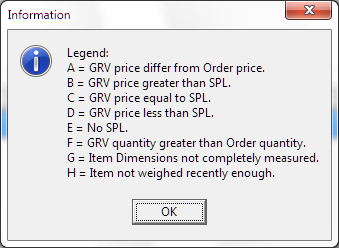 Information
Legend:
A = GRV price differ from Order price.
B = GRV price greater than SPL.
C = GRV price equal to SPL.
D = GRV price less than SPL.
E = No SPL.
F = GRV quantity greater than Order quantity.
G = Item Dimensions not completely measured.
H = Item not weighed recently enough.
OK